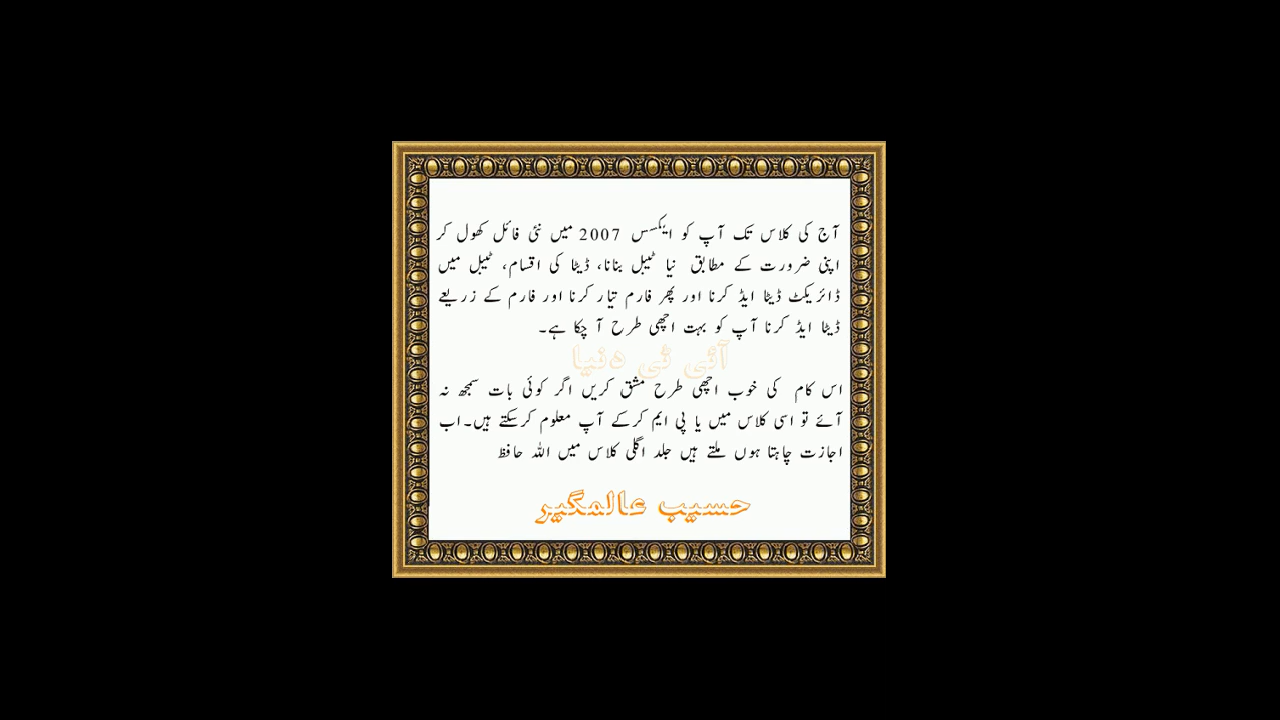 آج کی کلاس تک آپ کو ایکسس 2007 میں نئی فائل کھول کر
اپنی ضرورت کے مطابق نیا ٹیبل بنانا، ڈیٹا کی اقسام، ٹیبل میں
ڈائریکٹ ڈیٹا ایڈ کرنا اور پھر فارم تیار کرنا اور فارم کے زریعے
ڈیٹا ایڈ کرنا آپ کو بہت اچھی طرح آ چکا ہے۔
آئی ٹی دنیا
اس کام کی خوب اچھی طرح مشق کریں اگر کوئی بات سمجھ نہ
آئے تو اسی کلاس میں یا پی ایم کرکے آپ معلوم کرسکتے ہیں۔اب
اجازت چاہتا ہوں ملتے ہیں جلد اگلی کلاس میں اللہ حافظ
حسیب عالمگیر